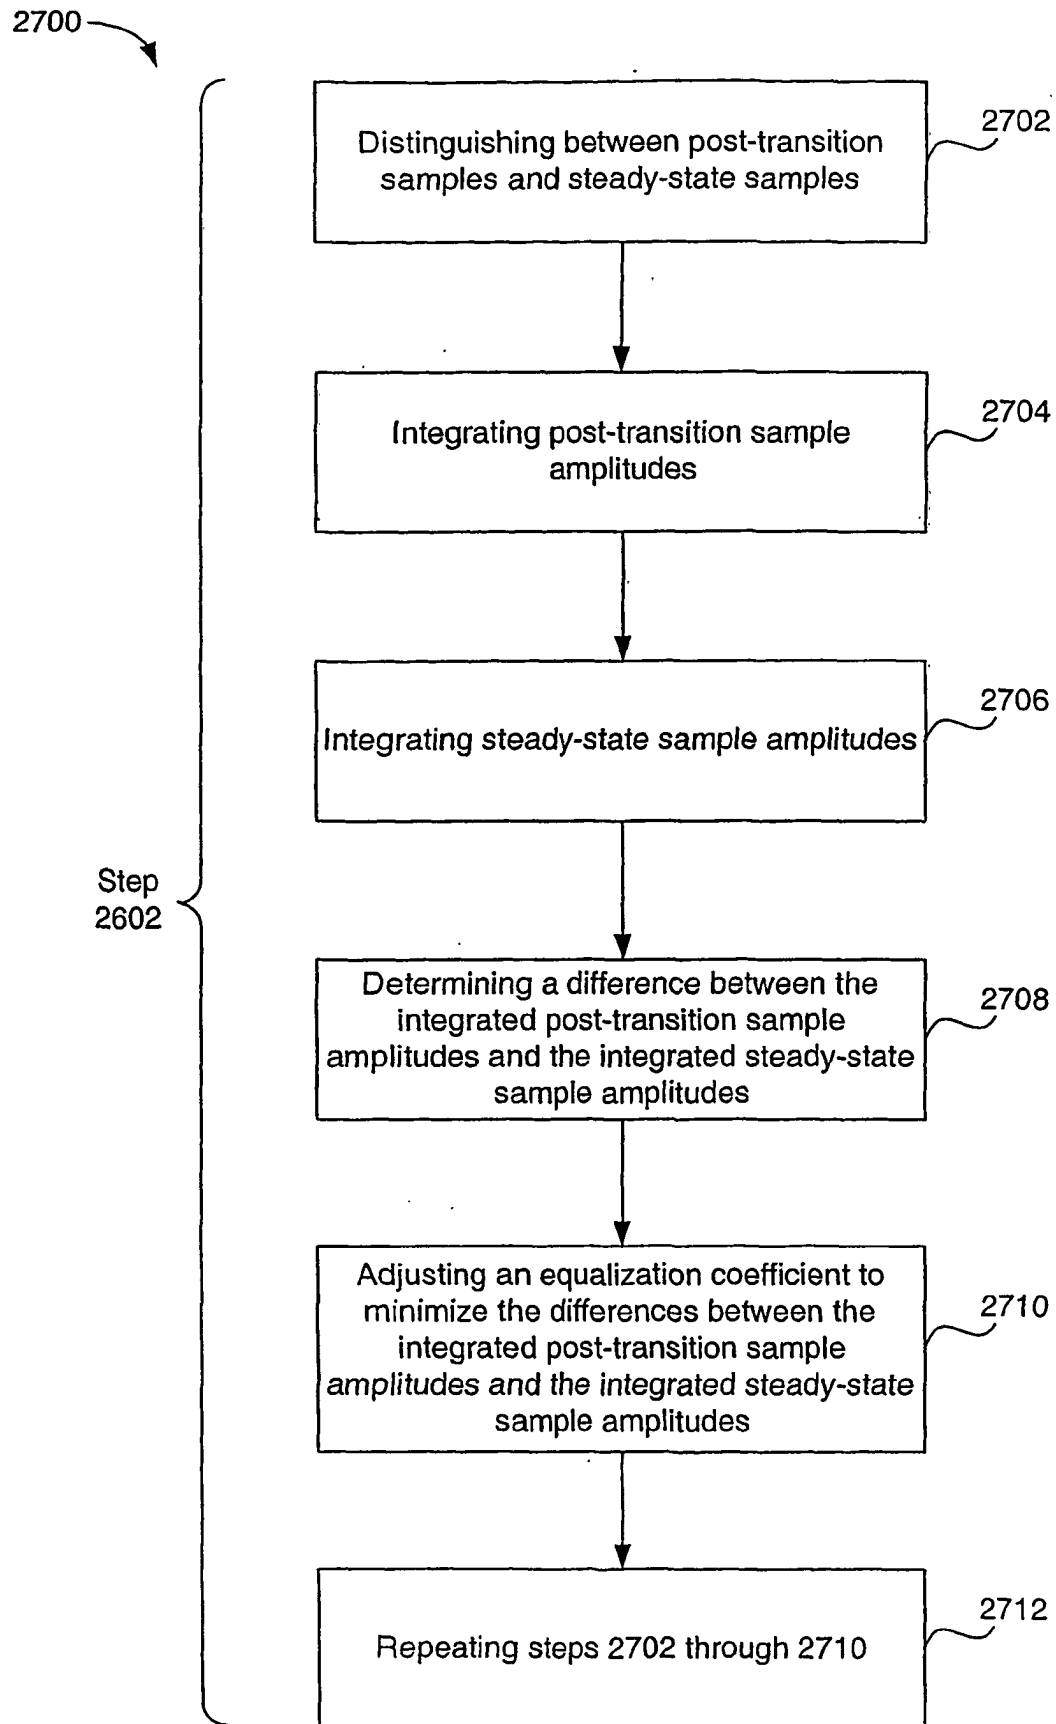 2700
Distinguishing between post-transition
samples and steady-state samples
2702
Integrating post-transition sample
amplitudes
2704
Integrating steady-state sample amplitudes
2706
Step
2602
Determining a difference between the
integrated post-transition sample
amplitudes and the integrated steady-state
sample amplitudes
2708
Adjusting an equalization coefficient to
minimize the differences between the
integrated post-transition sample
amplitudes and the integrated steady-state
sample amplitudes
2710
Repeating steps 2702 through 2710
2712